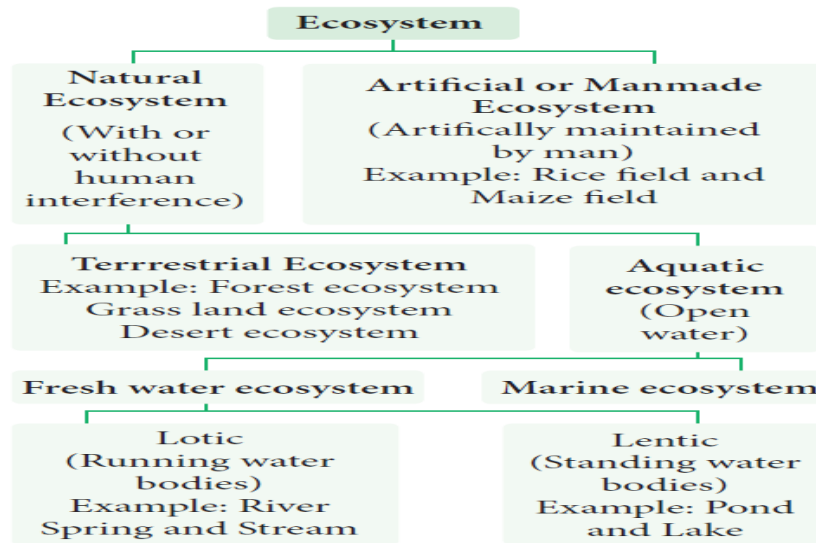 Ecosystem
Natural
Ecosystem
(With or
without
human
interference)
Artificial or Manmade
Ecosystem
(Artifically maintained
by man)
Example: Rice field and
Maize field
Terrrestrial Ecosystem
Example: Forest ecosystem
Grass land ecosystem
Desert ecosystem
Aquatic
ecosystem
(Open
water)
Fresh water ecosystem
Marine ecosystem
Lotic
(Running water
bodies)
Example: River
Spring and Stream
Lentic
(Standing water
bodies)
Example: Pond
and Lake